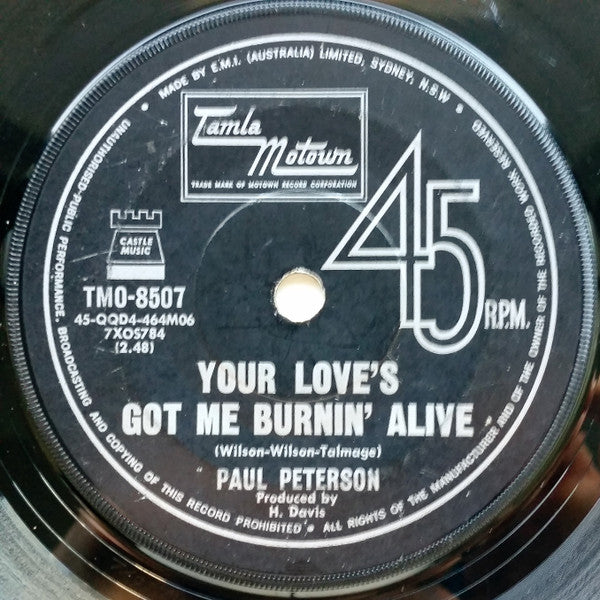 MADE BY E.M.I. (AUSTRALIA) LIMITED, SYDNEY, N.S.W
UNAUTHORISED PUBLIC PERFORMANCE, BROADCASTING AND COPYING OF THIS RECORD PROHIBITED • ALL RIGHTS OF THE MANUFACTURER AND OF THE OWNER OF THE RECORDED WORK RESERVED
Tamla
Motown
TRADE MARK OF MOTOWN RECORD CORPORATION
45
R.P.M.
CASTLE
MUSIC
TMO-8507
45-QQD4-464M06
7XOS784
(2.48)
YOUR LOVE'S
GOT ME BURNIN' ALIVE
(Wilson-Wilson-Talmage)
PAUL PETERSON
Produced by
H. Davis